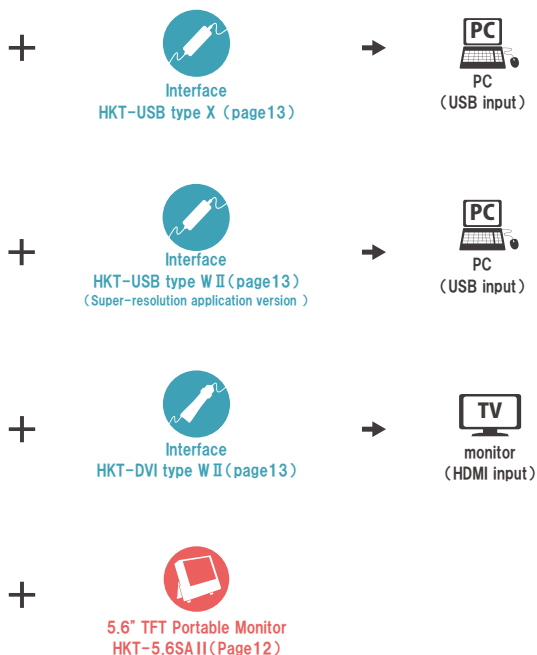 +
Interface
HKT-USB type X（page13）
→
PC
PC
（USB input）
+
Interface
HKT-USB type WⅡ（page13）
（Super-resolution application version ）
→
PC
PC
（USB input）
+
Interface
HKT-DVI type WⅡ（page13）
→
TV
monitor
（HDMI input）
+
5.6" TFT Portable Monitor
HKT-5.6SAⅡ（Page12）